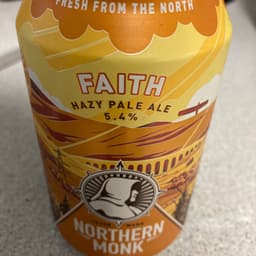 FRESH FROM THE NORTH
FAITH
HAZY PALE ALE
5.4%
NORTHERN
MONK